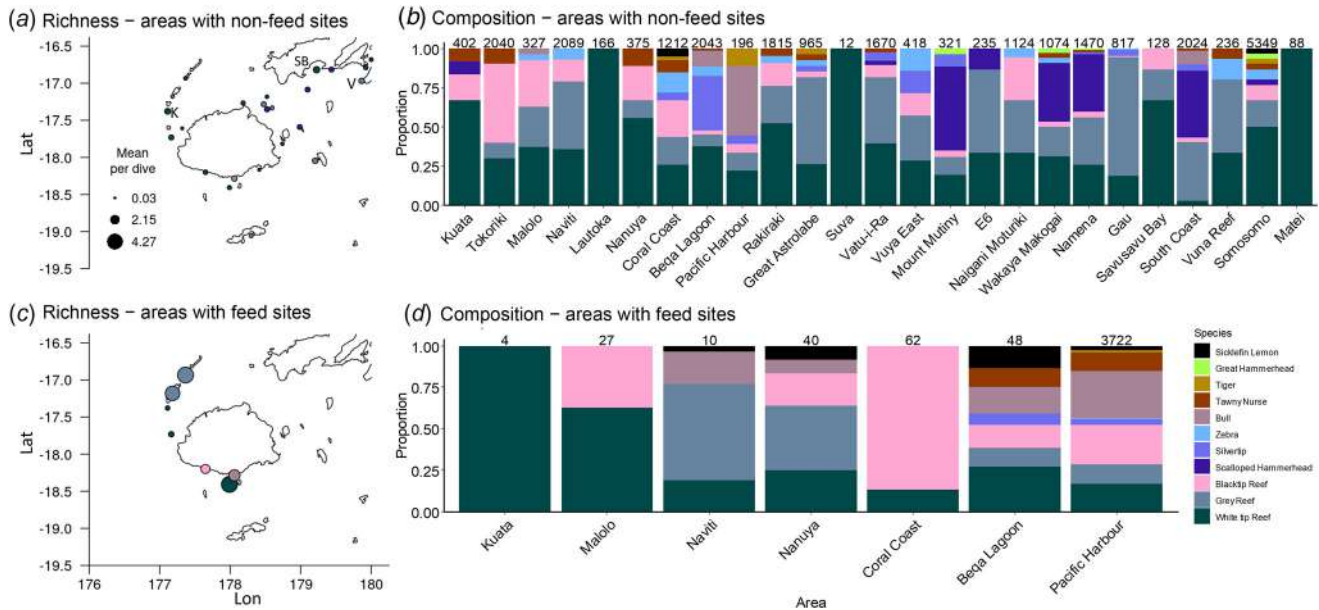 (a) Richness – areas with non-feed sites
-16.5
-17.0
-17.5
-18.0
-18.5
-19.0
-19.5
Lat
SB
V
K
Mean
per dive
0.03
2.15
4.27
(b) Composition – areas with non-feed sites
402 2040 327 2089 166 375 1212 2043 196 1815 965 12 1670 418 321 235 1124 1074 1470 817 128 2024 236 5349 88
1.00
0.75
0.50
0.25
0.00
Proportion
Kuata
Tokoriki
Malolo
Naviti
Lautoka
Nanuya
Coral Coast
Beqa Lagoon
Pacific Harbour
Rakiraki
Great Astrolabe
Suva
Vatu-i-Ra
Vuya East
Mount Mutiny
E6
Naigani Moturiki
Wakaya Makogai
Namena
Gau
Savusavu Bay
South Coast
Vuna Reef
Somosomo
Matei
(c) Richness – areas with feed sites
-16.5
-17.0
-17.5
-18.0
-18.5
-19.0
-19.5
Lat
176 177 178 179 180
Lon
(d) Composition – areas with feed sites
4 27 10 40 62 48 3722
1.00
0.75
0.50
0.25
0.00
Proportion
Kuata
Malolo
Naviti
Nanuya
Coral Coast
Beqa Lagoon
Pacific Harbour
Area
Species
Sicklefin Lemon
Great Hammerhead
Tiger
Tawny Nurse
Bull
Zebra
Silvertip
Scalloped Hammerhead
Blacktip Reef
Grey Reef
White tip Reef